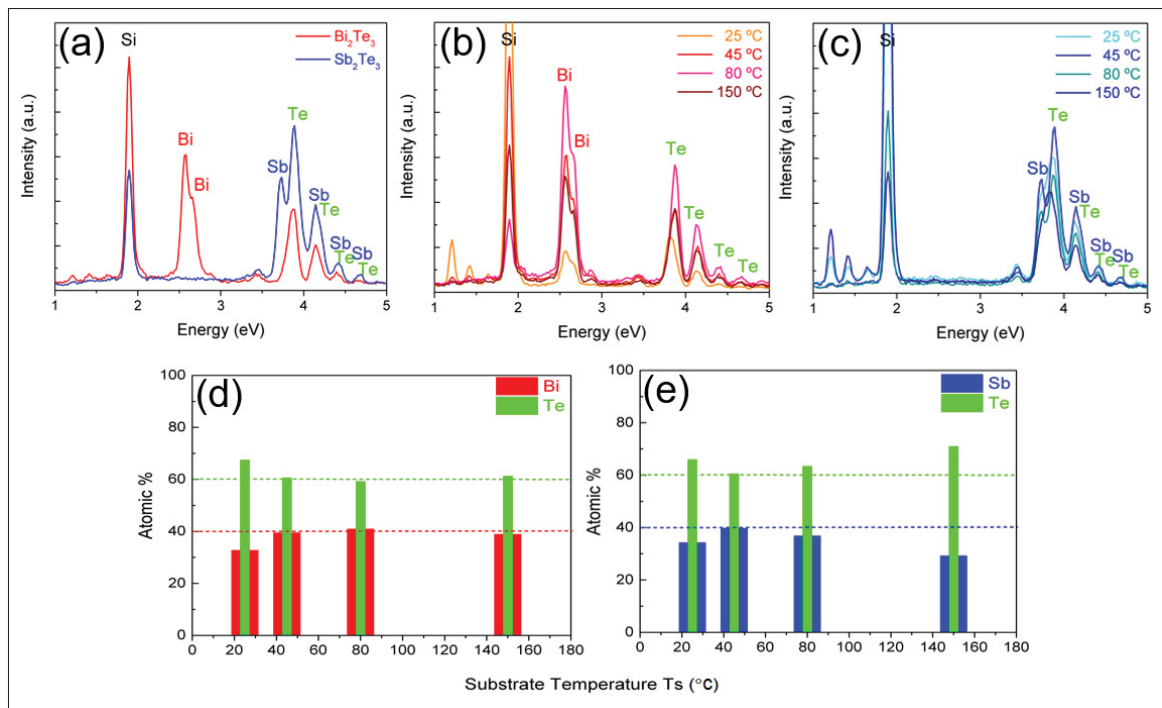 (a)
Si
Bi₂Te₃
Sb₂Te₃
Bi
Bi
Te
Sb
Sb
Te
Sb
Te
Sb
Te
Intensity (a.u.)
1 2 3 4 5
Energy (eV)
(b)
Si
25 ºC
45 ºC
80 ºC
150 ºC
Bi
Bi
Te
Te
Te
Te
Intensity (a.u.)
1 2 3 4 5
Energy (eV)
(c)
Si
25 ºC
45 ºC
80 ºC
150 ºC
Te
Sb
Sb
Te
Sb
Te
Sb
Te
Intensity (a.u.)
1 2 3 4 5
Energy (eV)
(d)
Bi
Te
100
80
60
40
20
0
Atomic %
0 20 40 60 80 100 120 140 160 180
(e)
Sb
Te
100
80
60
40
20
0
Atomic %
0 20 40 60 80 100 120 140 160 180
Substrate Temperature Ts (°C)